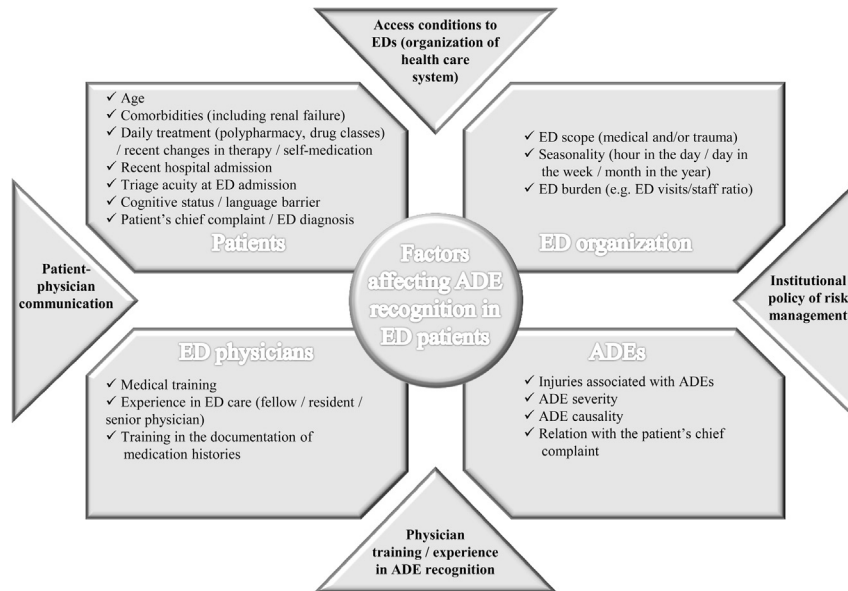 Access conditions to
EDs (organization of
health care
system)
✓ Age
✓ Comorbidities (including renal failure)
✓ Daily treatment (polypharmacy, drug classes)
/ recent changes in therapy / self-medication
✓ Recent hospital admission
✓ Triage acuity at ED admission
✓ Cognitive status / language barrier
✓ Patient's chief complaint / ED diagnosis
Patients
✓ ED scope (medical and/or trauma)
✓ Seasonality (hour in the day / day in
the week / month in the year)
✓ ED burden (e.g. ED visits/staff ratio)
ED organization
Patient-
physician
communication
Factors
affecting ADE
recognition in
ED patients
Institutional
policy of risk
management
ED physicians
✓ Medical training
✓ Experience in ED care (fellow / resident /
senior physician)
✓ Training in the documentation of
medication histories
ADEs
✓ Injuries associated with ADEs
✓ ADE severity
✓ ADE causality
✓ Relation with the patient's chief
complaint
Physician
training / experience
in ADE recognition